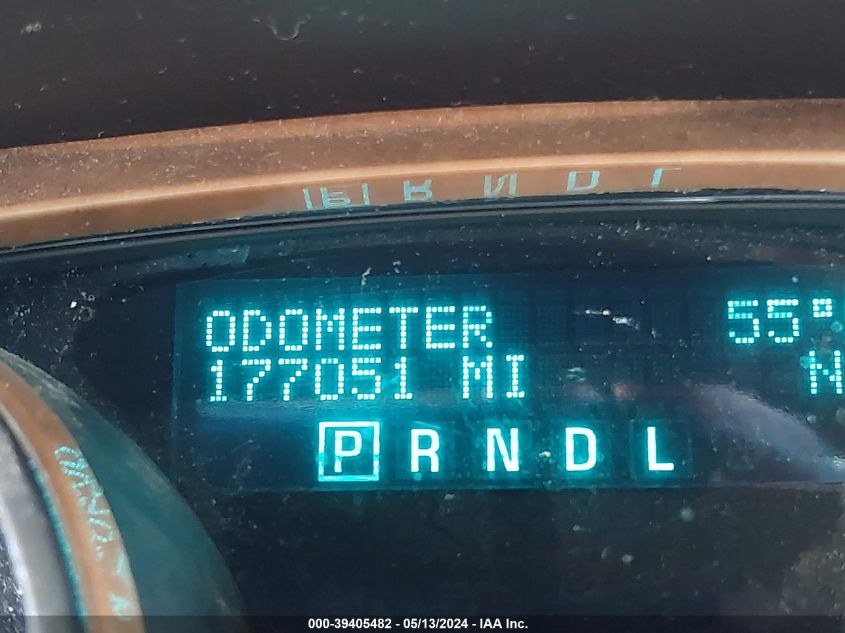 ODOMETER 55°
177051 MI N
P R N D L
000-39405482 - 05/13/2024 - IAA Inc.